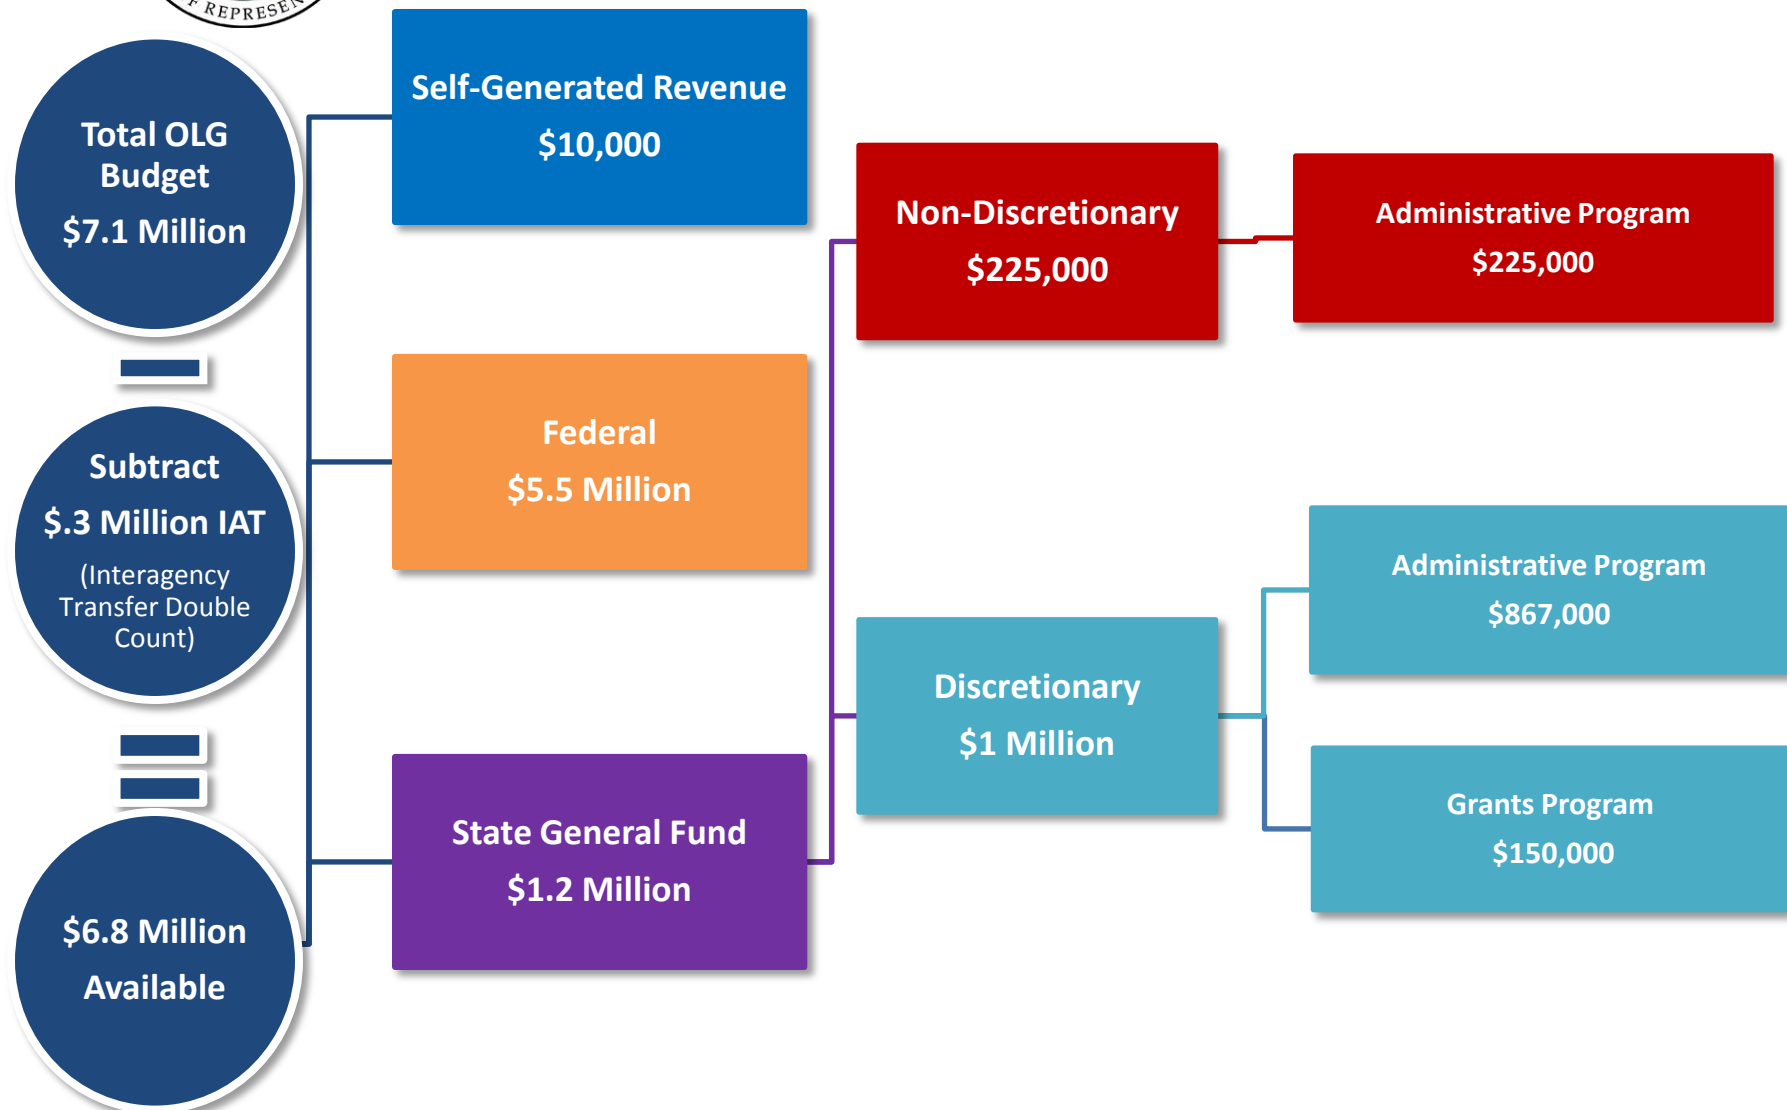 F REPRESEN
Total OLG
Budget
$7.1 Million
Subtract
$.3 Million IAT
(Interagency
Transfer Double
Count)
$6.8 Million
Available
Self-Generated Revenue
$10,000
Federal
$5.5 Million
State General Fund
$1.2 Million
Non-Discretionary
$225,000
Discretionary
$1 Million
Administrative Program
$225,000
Administrative Program
$867,000
Grants Program
$150,000